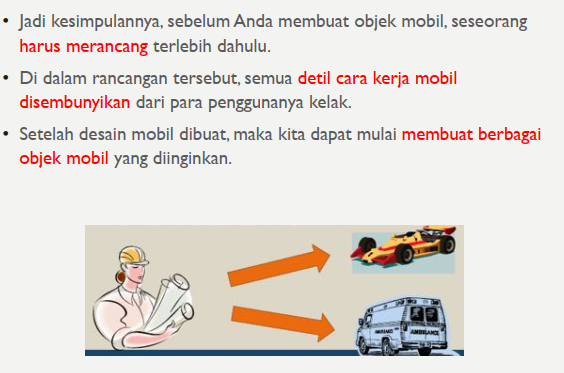 • Jadi kesimpulannya, sebelum Anda membuat objek mobil, seseorang
harus merancang terlebih dahulu.
• Di dalam rancangan tersebut, semua detil cara kerja mobil
disembunyikan dari para penggunanya kelak.
• Setelah desain mobil dibuat, maka kita dapat mulai membuat berbagai
objek mobil yang diinginkan.
AMBULANCE